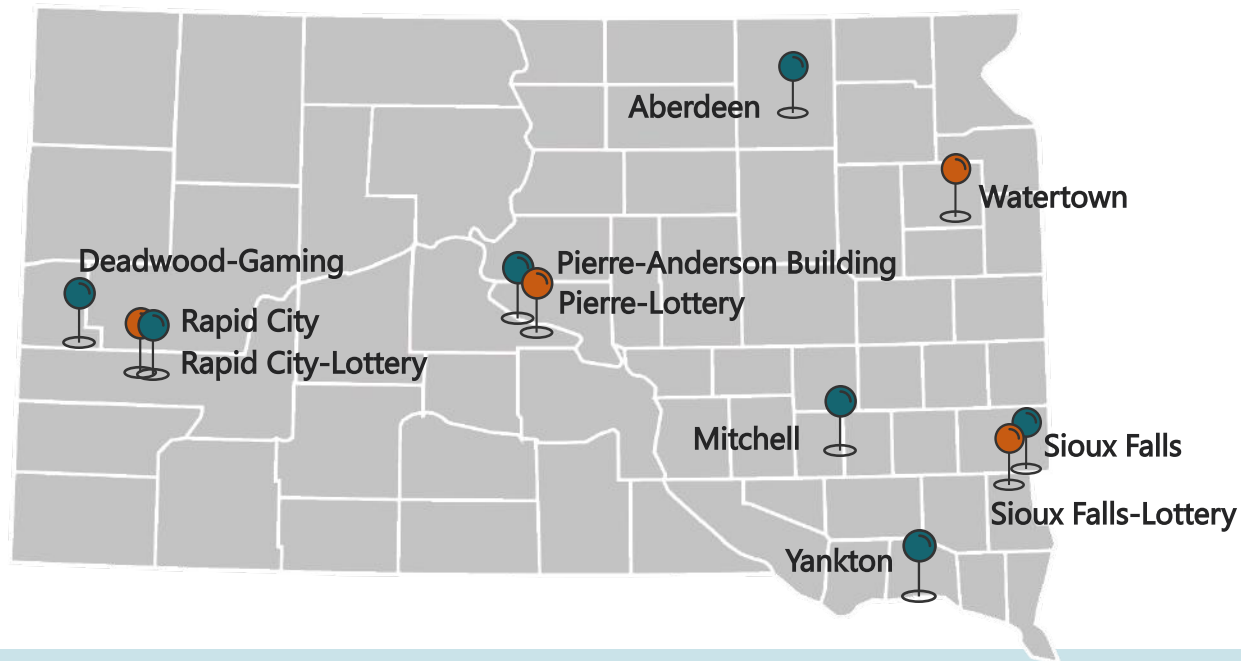 Aberdeen
Watertown
Deadwood-Gaming
Pierre-Anderson Building
Pierre-Lottery
Rapid City
Rapid City-Lottery
Mitchell
Sioux Falls
Sioux Falls-Lottery
Yankton